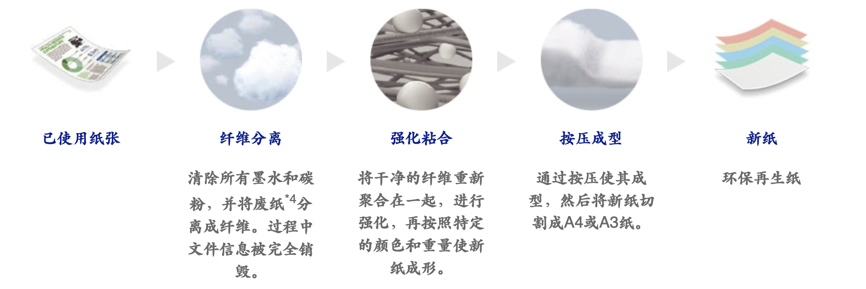 已使用纸张
纤维分离
强化粘合
按压成型
新纸
清除所有墨水和碳
粉，并将废纸*4分
离成纤维。过程中
文件信息被完全销
毁。
将干净的纤维重新
聚合在一起，进行
强化，再按照特定
的颜色和重量使新
纸成形。
通过按压使其成
型，然后将新纸切
割成A4或A3纸。
环保再生纸